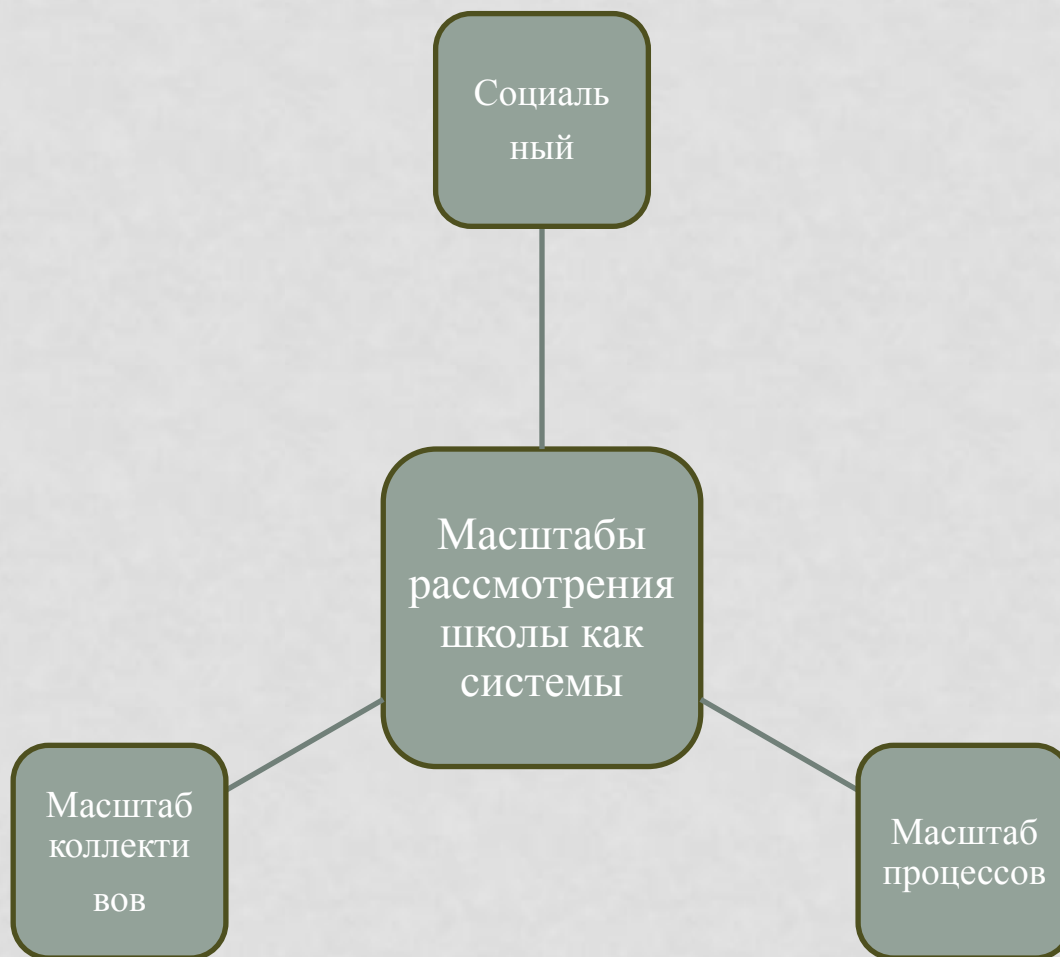 Социаль
ный
Масштабы
рассмотрения
школы как
системы
Масштаб
коллекти
вов
Масштаб
процессов